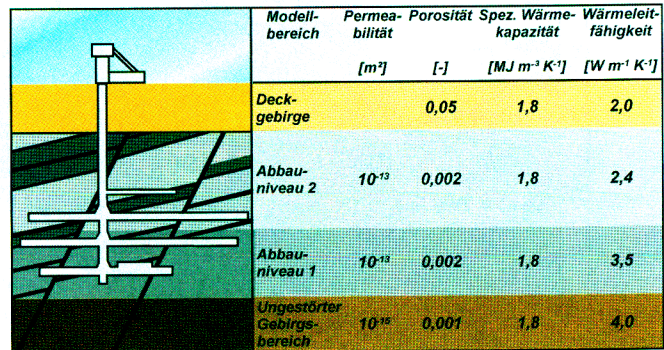 Modell- Permea- Porosität Spez. Wärme- Wärmeleit-
bereich bilität kapazität fähigkeit
[m²] [-] [MJ m⁻³ K⁻¹] [W m⁻¹ K⁻¹]
Deck-
gebirge 0,05 1,8 2,0
Abbau-
niveau 2 10⁻¹³ 0,002 1,8 2,4
Abbau-
niveau 1 10⁻¹³ 0,002 1,8 3,5
Ungestörter
Gebirgs- 10⁻¹⁶ 0,001 1,8 4,0
bereich